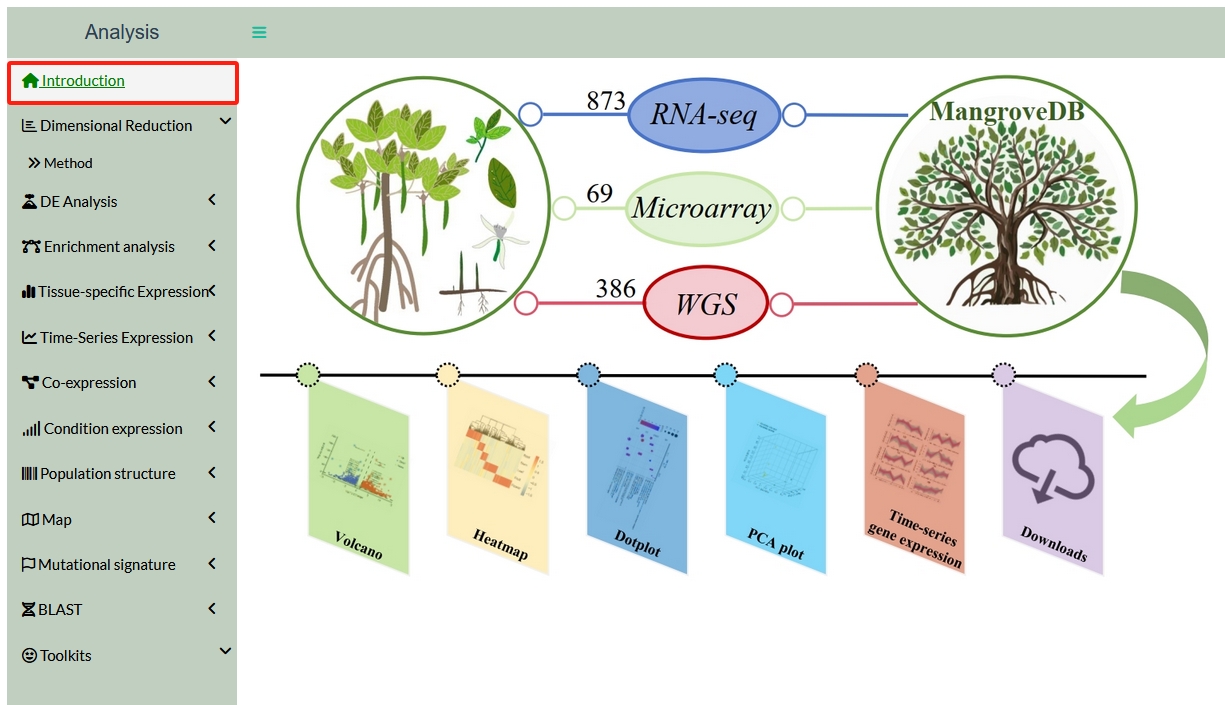 Analysis
Introduction
Dimensional Reduction
Method
DE Analysis
Enrichment analysis
Tissue-specific Expression
Time-Series Expression
Co-expression
Condition expression
Population structure
Map
Mutational signature
BLAST
Toolkits
873
RNA-seq
MangroveDB
69
Microarray
386
WGS
Volcano
Heatmap
Dotplot
PCA plot
Time-series
gene expression
Downloads